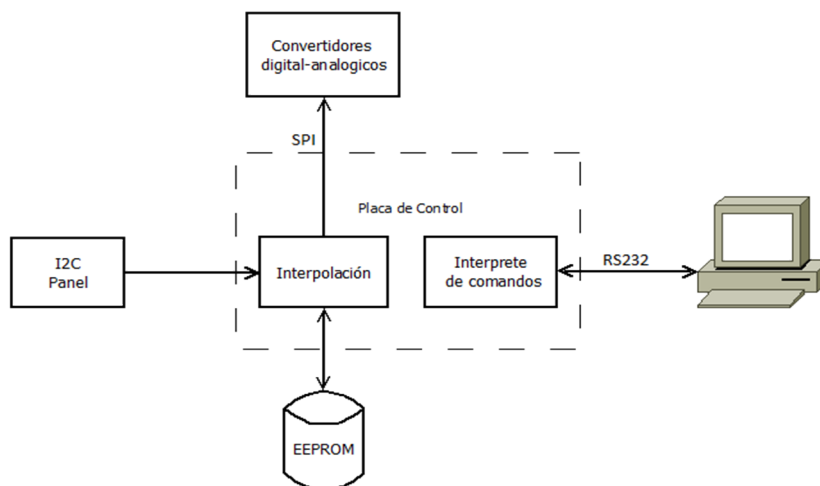 Convertidores
digital-analogicos
SPI
Placa de Control
I2C
Panel
Interpolación
Interprete
de comandos
RS232
EEPROM